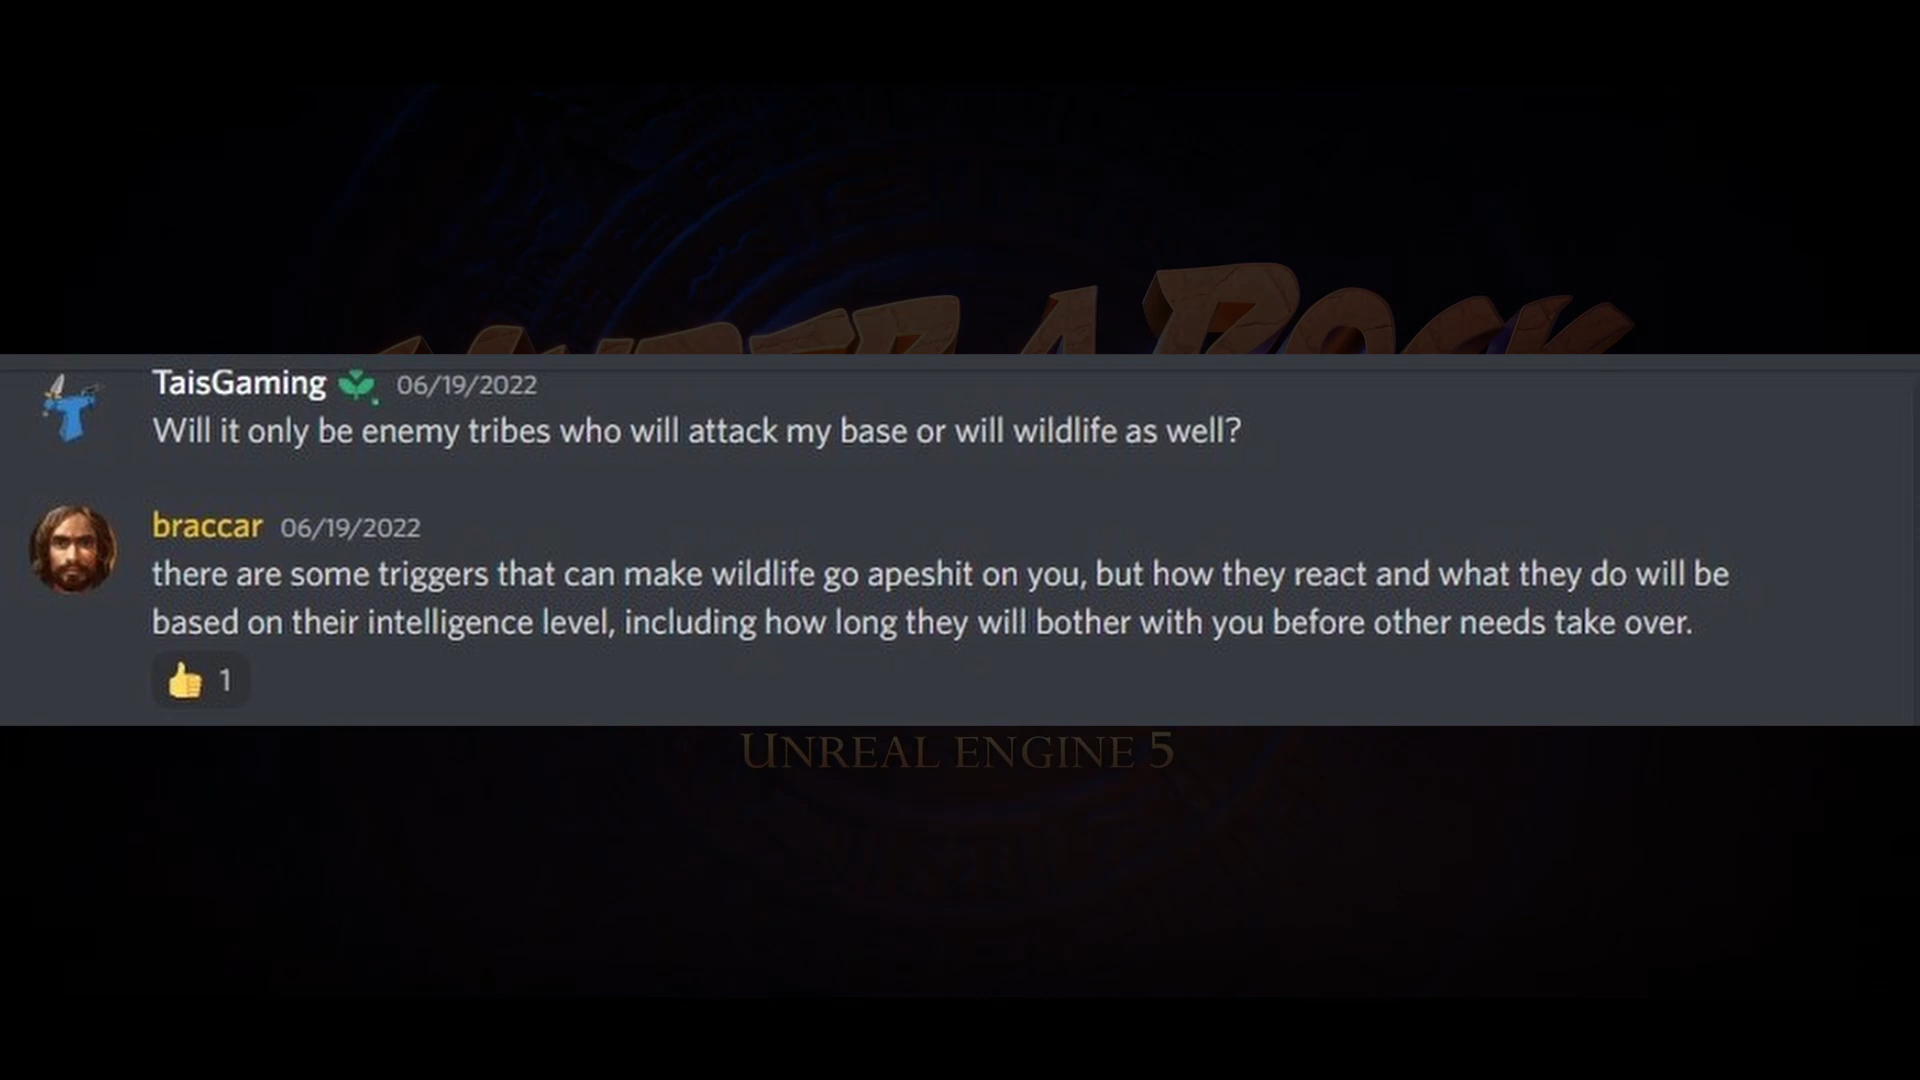 UNDER A ROCK
TaisGaming 06/19/2022
Will it only be enemy tribes who will attack my base or will wildlife as well?
braccar 06/19/2022
there are some triggers that can make wildlife go apeshit on you, but how they react and what they do will be
based on their intelligence level, including how long they will bother with you before other needs take over.
1
UNREAL ENGINE 5